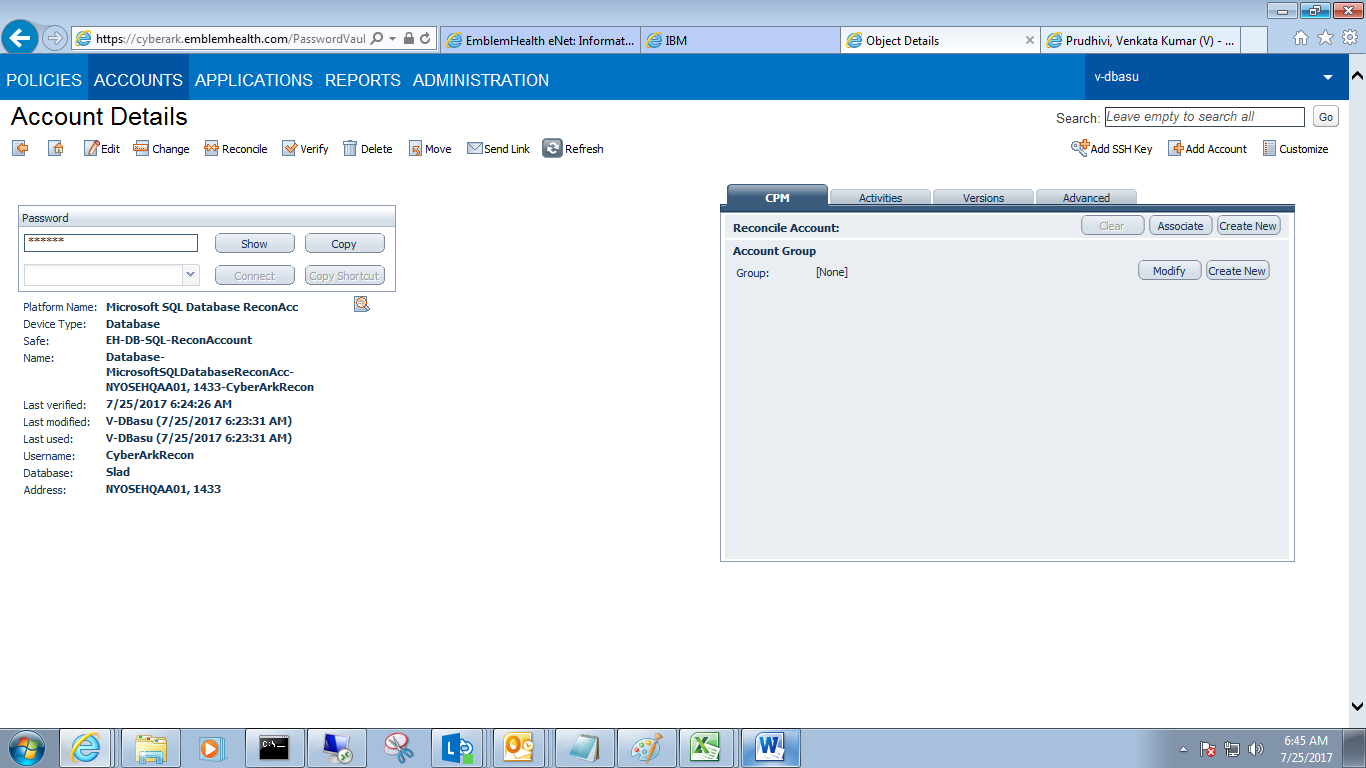 https://cyberark.emblemhealth.com/PasswordVaul
EmblemHealth eNet: Informat...
IBM
Object Details
Prudhivi, Venkata Kumar (V) - ...
POLICIES ACCOUNTS APPLICATIONS REPORTS ADMINISTRATION
v-dbasu
Account Details
Search: Leave empty to search all Go
Edit Change Reconcile Verify Delete Move Send Link Refresh
Add SSH Key Add Account Customize
Password
****** Show Copy
Connect Copy Shortcut
Platform Name: Microsoft SQL Database ReconAcc
Device Type: Database
Safe: EH-DB-SQL-ReconAccount
Name: Database-
MicrosoftSQLDatabaseReconAcc-
NYOSEHQAA01, 1433-CyberArkRecon
Last verified: 7/25/2017 6:24:26 AM
Last modified: V-DBasu (7/25/2017 6:23:31 AM)
Last used: V-DBasu (7/25/2017 6:23:31 AM)
Username: CyberArkRecon
Database: Slad
Address: NYOSEHQAA01, 1433
CPM Activities Versions Advanced
Reconcile Account: Clear Associate Create New
Account Group
Group: [None] Modify Create New
6:45 AM
7/25/2017